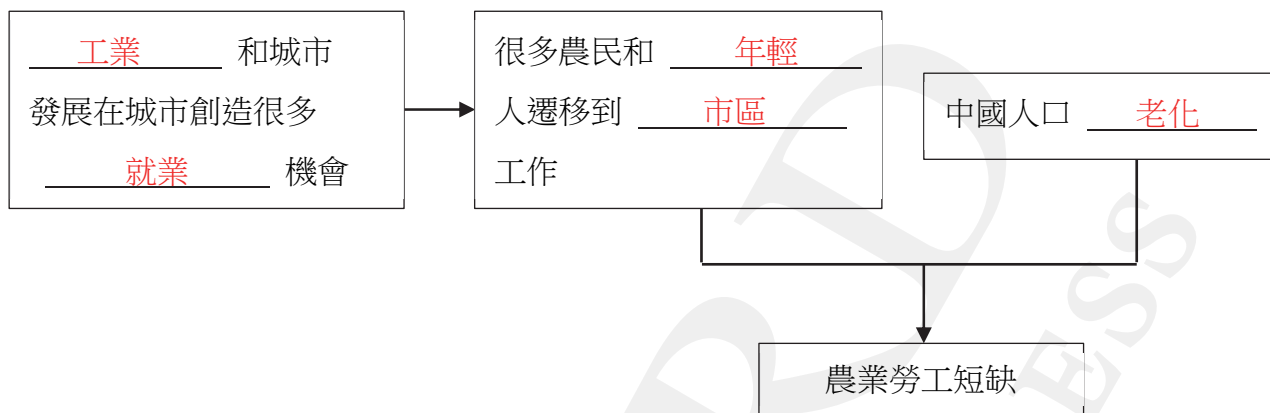 工業 和城市
發展在城市創造很多
就業 機會
很多農民和 年輕
人遷移到 市區
工作
中國人口 老化
農業勞工短缺